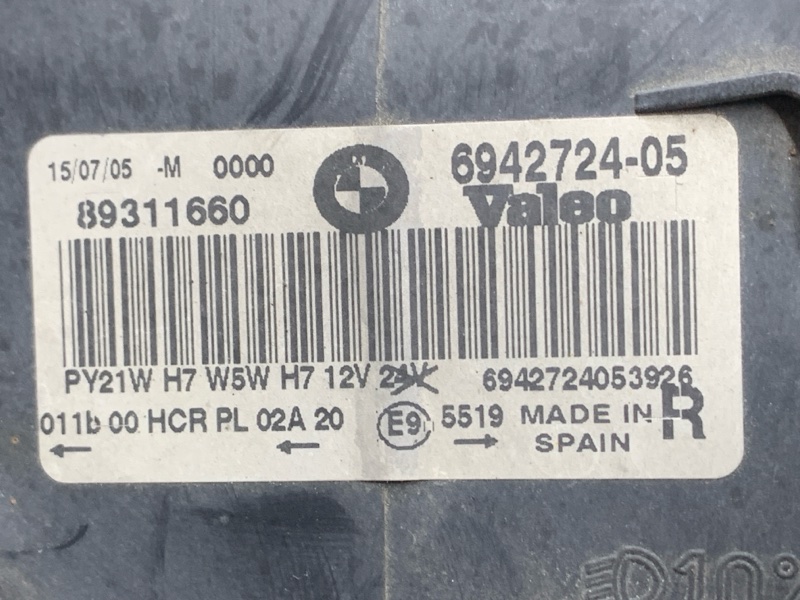 15/07/05 -M 0000 6942724-05
89311660 Valeo
PY21W H7 W5W H7 12V 24V 6942724053926
011b 00 HCR PL 02A 20 E9 5519 MADE IN R
SPAIN
10%